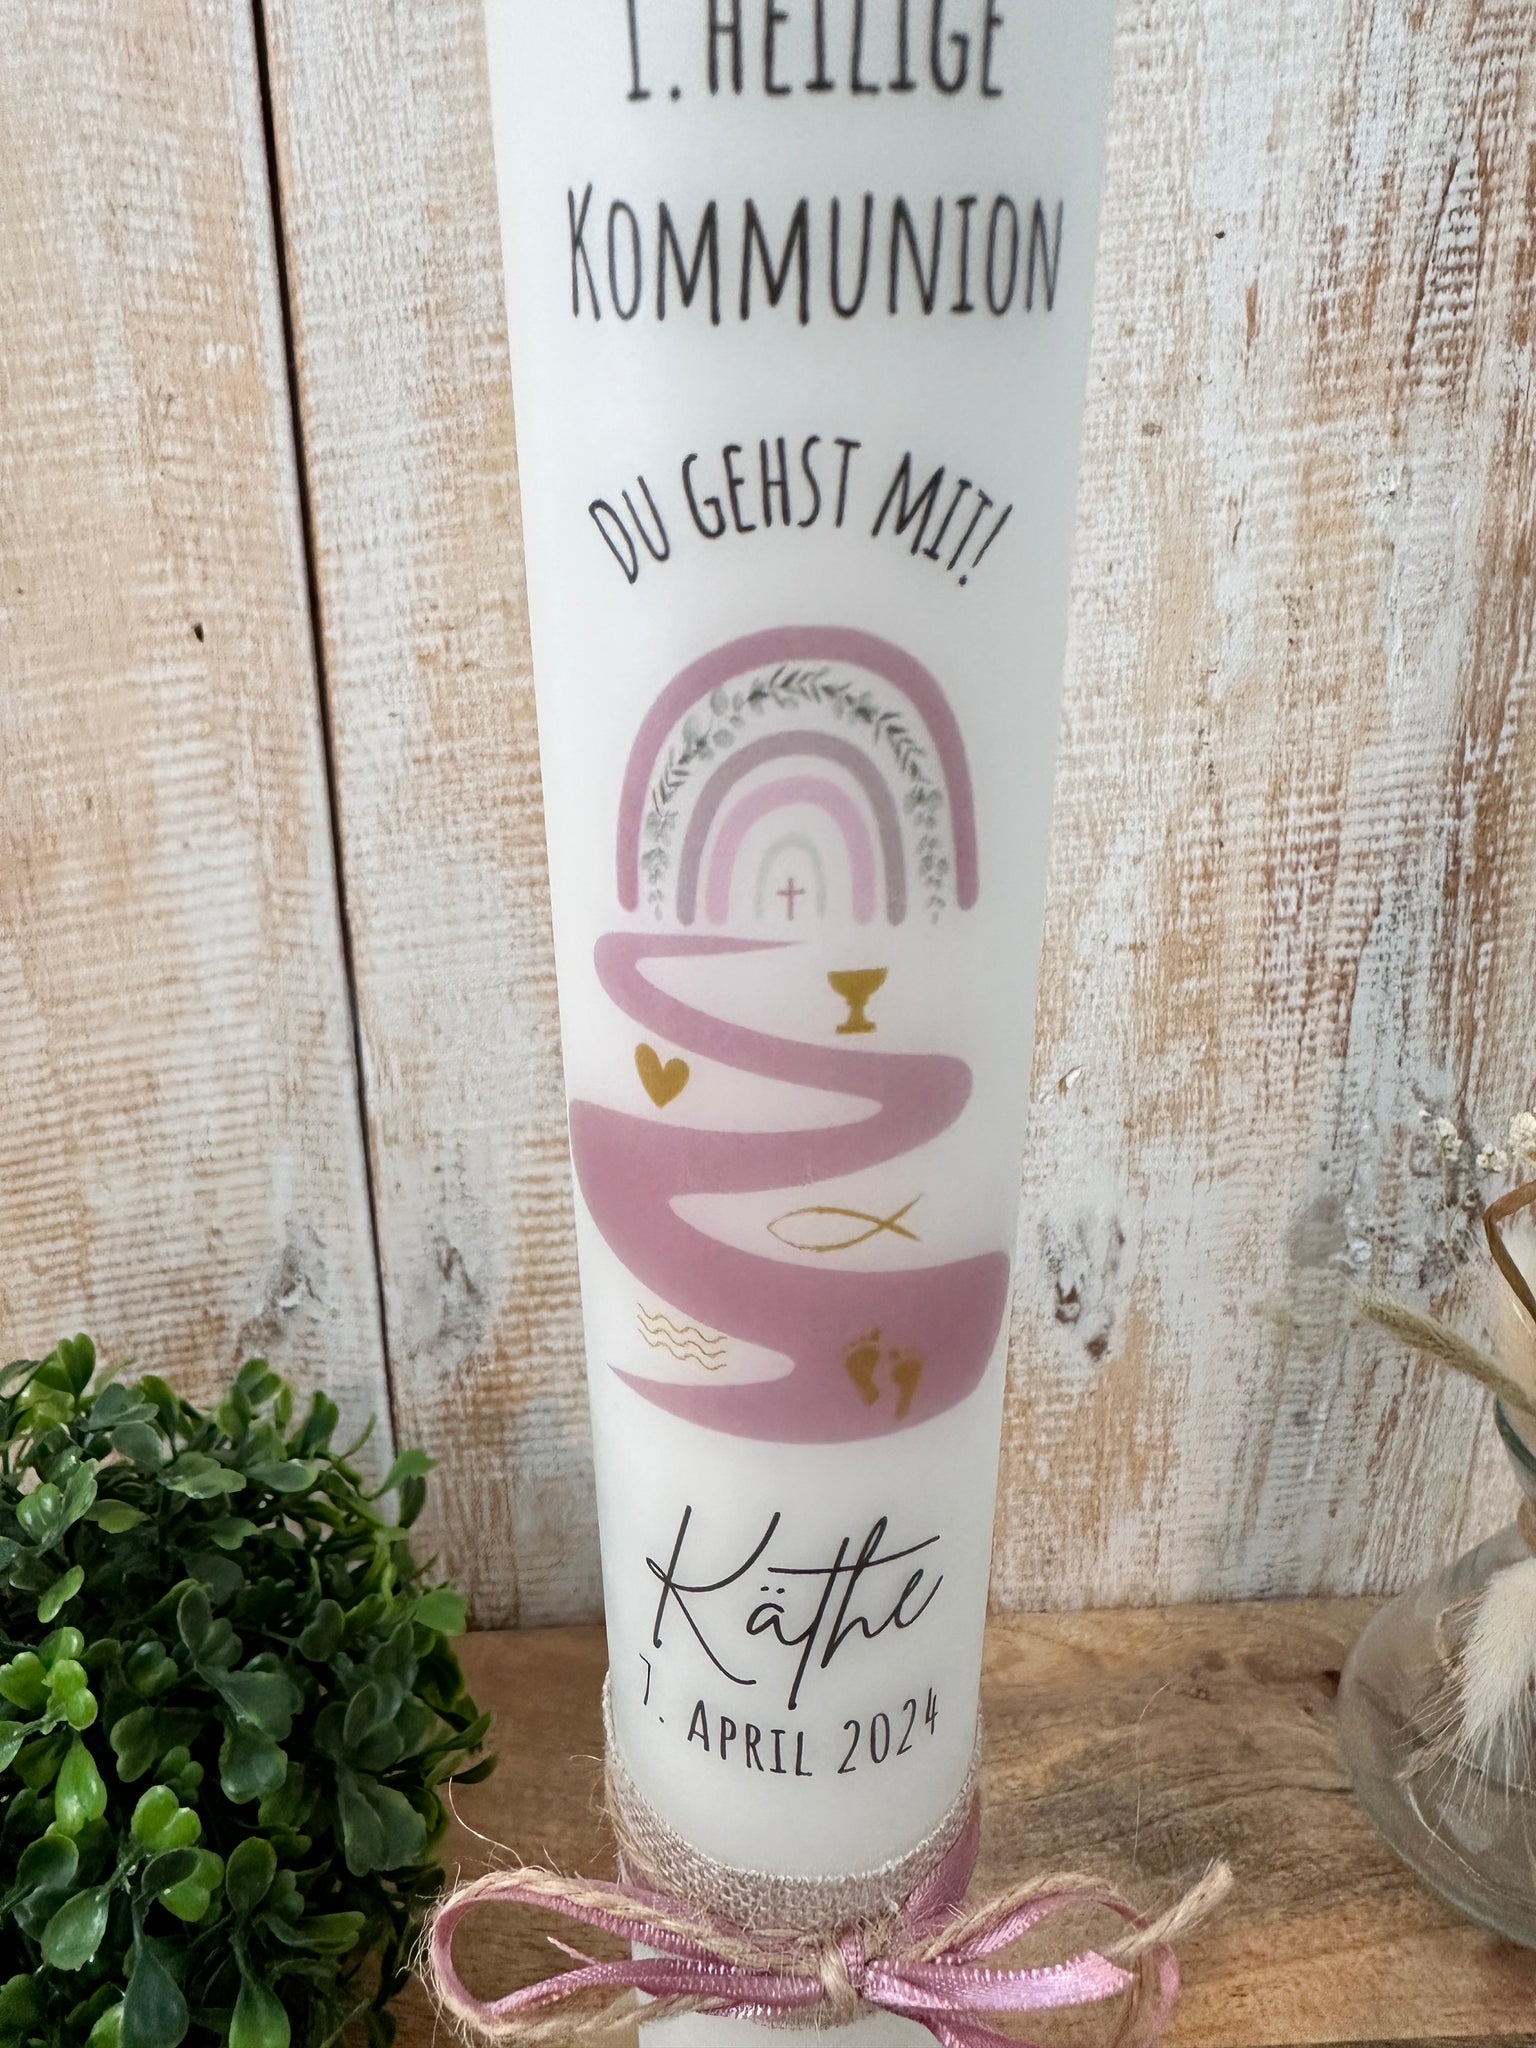 1. HEILIGE
KOMMUNION
DU GEHST MIT!
Käthe
7. APRIL 2024